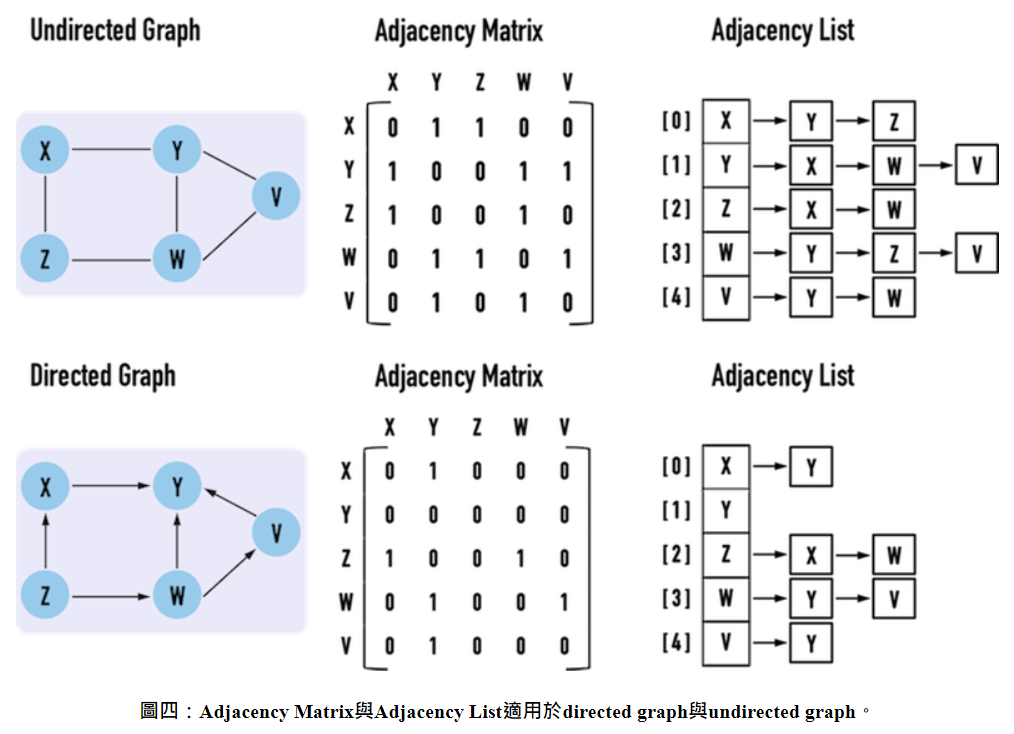 Undirected Graph
Adjacency Matrix
Adjacency List
X Y
V
Z W
X Y Z W V
X 0 1 1 0 0
Y 1 0 0 1 1
Z 1 0 0 1 0
W 0 1 1 0 1
V 0 1 0 1 0
[0] X Y Z
[1] Y X W V
[2] Z X W
[3] W Y Z V
[4] V Y W
Directed Graph
Adjacency Matrix
Adjacency List
X Y
V
Z W
X Y Z W V
X 0 1 0 0 0
Y 0 0 0 0 0
Z 1 0 0 1 0
W 0 1 0 0 1
V 0 1 0 0 0
[0] X Y
[1] Y
[2] Z X W
[3] W Y V
[4] V Y
圖四：Adjacency Matrix與Adjacency List適用於directed graph與undirected graph。